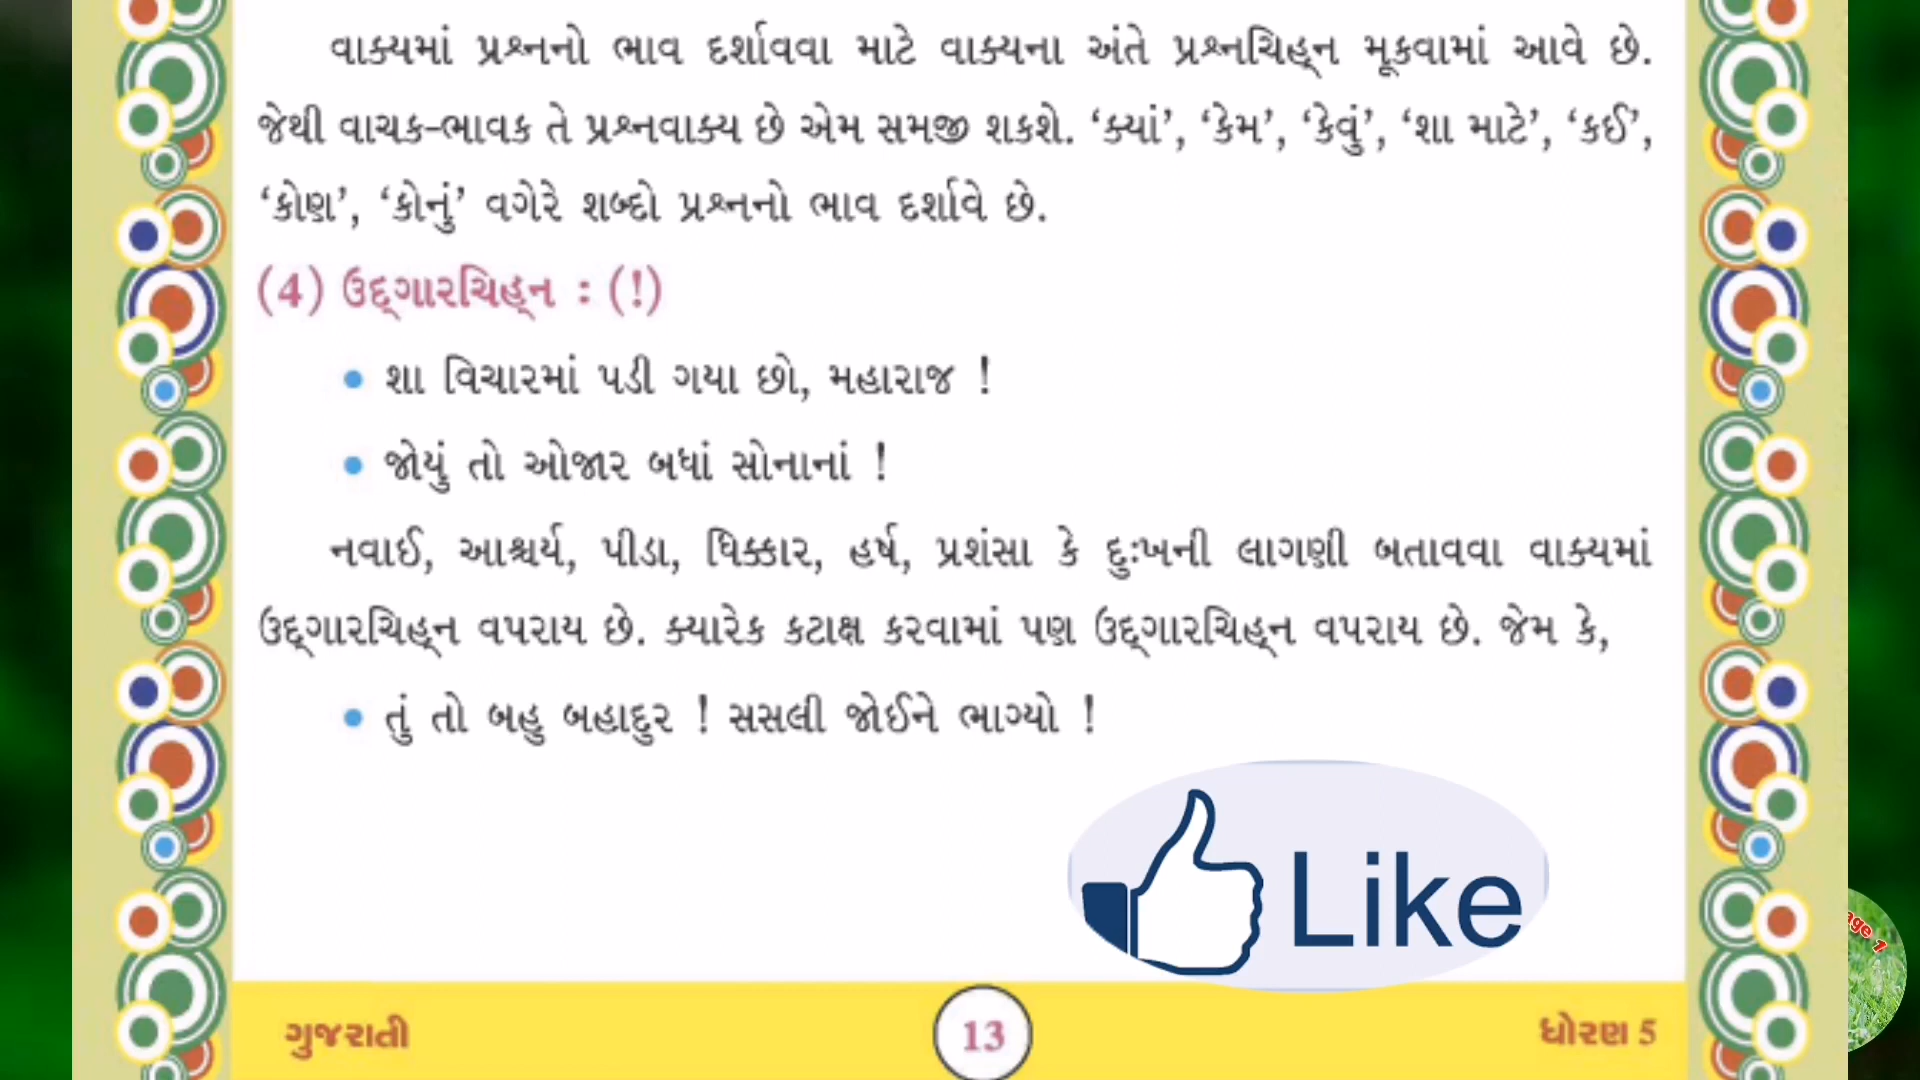 વાક્યમાં પ્રશ્નનો ભાવ દર્શાવવા માટે વાક્યના અંતે પ્રશ્નચિહ્ન મૂકવામાં આવે છે.
જેથી વાચક-ભાવક તે પ્રશ્નવાક્ય છે એમ સમજી શકશે. ‘ક્યાં’, ‘કેમ’, ‘કેવું’, ‘શા માટે’, ‘કઈ’,
‘કોણ’, ‘કોનું’ વગેરે શબ્દો પ્રશ્નનો ભાવ દર્શાવે છે.
(4) ઉદ્‌ગારચિહ્ન : (!)
• શા વિચારમાં પડી ગયા છો, મહારાજ !
• જોયું તો ઓજાર બધાં સોનાનાં !
નવાઈ, આશ્ચર્ય, પીડા, ધિક્કાર, હર્ષ, પ્રશંસા કે દુઃખની લાગણી બતાવવા વાક્યમાં
ઉદ્‌ગારચિહ્ન વપરાય છે. ક્યારેક કટાક્ષ કરવામાં પણ ઉદ્‌ગારચિહ્ન વપરાય છે. જેમ કે,
• તું તો બહુ બહાદુર ! સસલી જોઈને ભાગ્યો !
Like
ગુજરાતી
13
ધોરણ 5